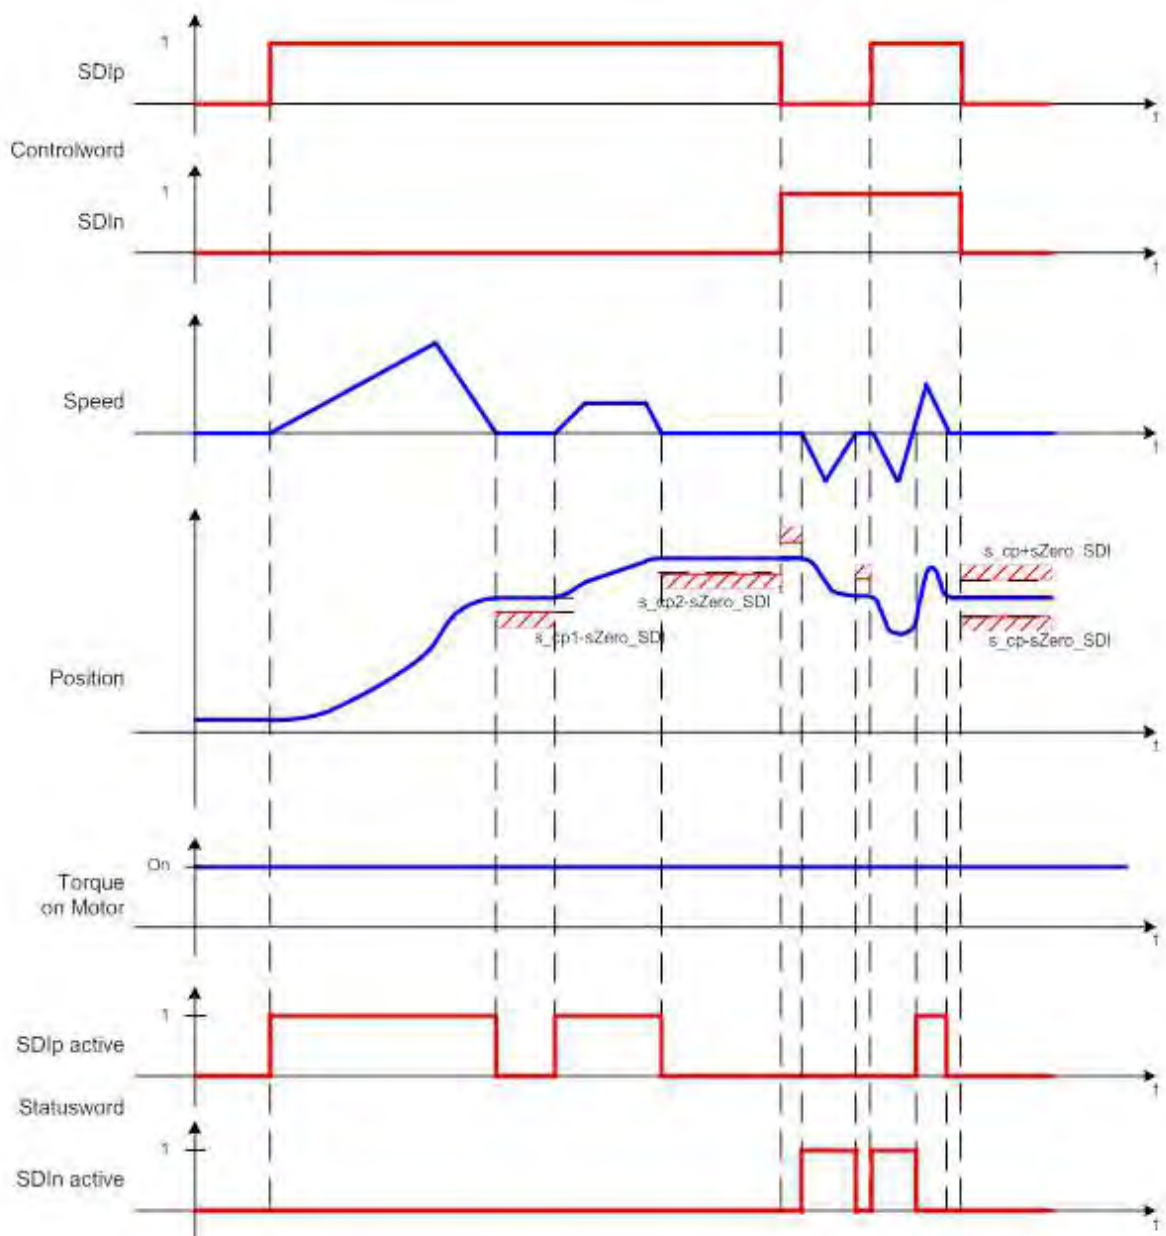 1
SDIp
t
Controlword
1
SDIn
t
Speed
t
s_cp+sZero_SDI
s_cp2-sZero_SDI
s_cp1-sZero_SDI
s_cp-sZero_SDI
Position
t
On
Torque
on Motor
t
1
SDIp active
t
Statusword
1
SDIn active
t